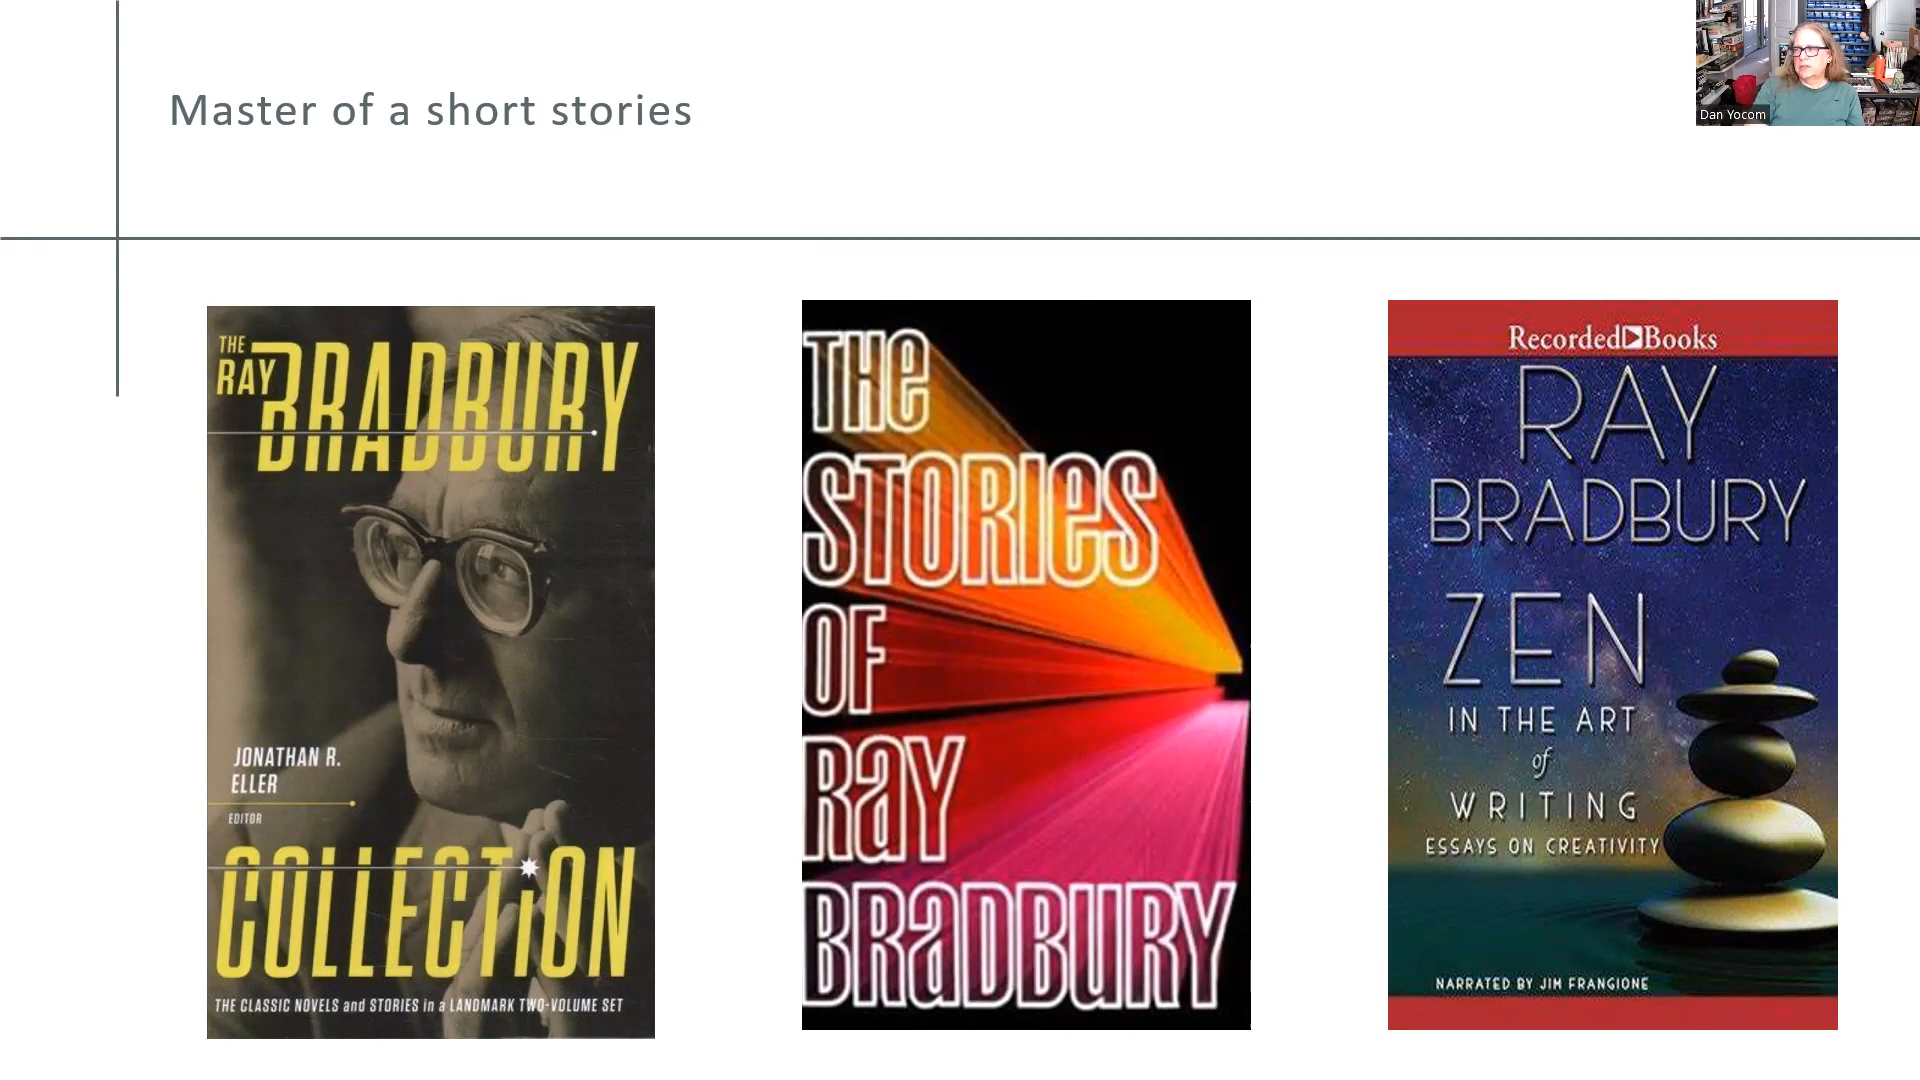 Master of a short stories
Dan Yocom
THE
RAY
BRADBURY
JONATHAN R.
ELLER
EDITOR
COLLECTiON
THE CLASSIC NOVELS and STORIES in a LANDMARK TWO-VOLUME SET
THe
STORIeS
OF
RaY
BRaDBURY
Recorded Books
RAY
BRADBURY
ZEN
IN THE ART
of
WRITING
ESSAYS ON CREATIVITY
NARRATED BY JIM FRANGIONE